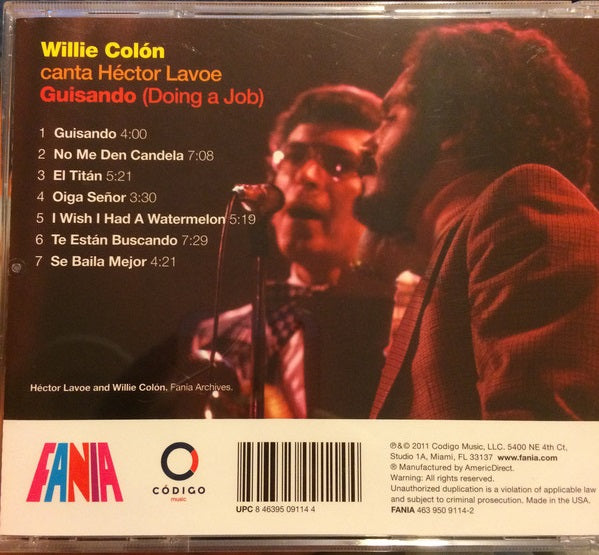 Willie Colón
canta Héctor Lavoe
Guisando (Doing a Job)
1 Guisando 4:00
2 No Me Den Candela 7:08
3 El Titán 5:21
4 Oiga Señor 3:30
5 I Wish I Had A Watermelon 5:19
6 Te Están Buscando 7:29
7 Se Baila Mejor 4:21
Héctor Lavoe and Willie Colón, Fania Archives.
FANIA
CÓDIGO
music
UPC 8 46395 09114 4
℗&© 2011 Codigo Music, LLC. 5400 NE 4th Ct,
Studio 1A, Miami, FL 33137 www.fania.com
® Manufactured by AmericDirect.
Warning: All rights reserved.
Unauthorized duplication is a violation of applicable law
and subject to criminal prosecution. Made in the USA.
FANIA 463 950 9114-2